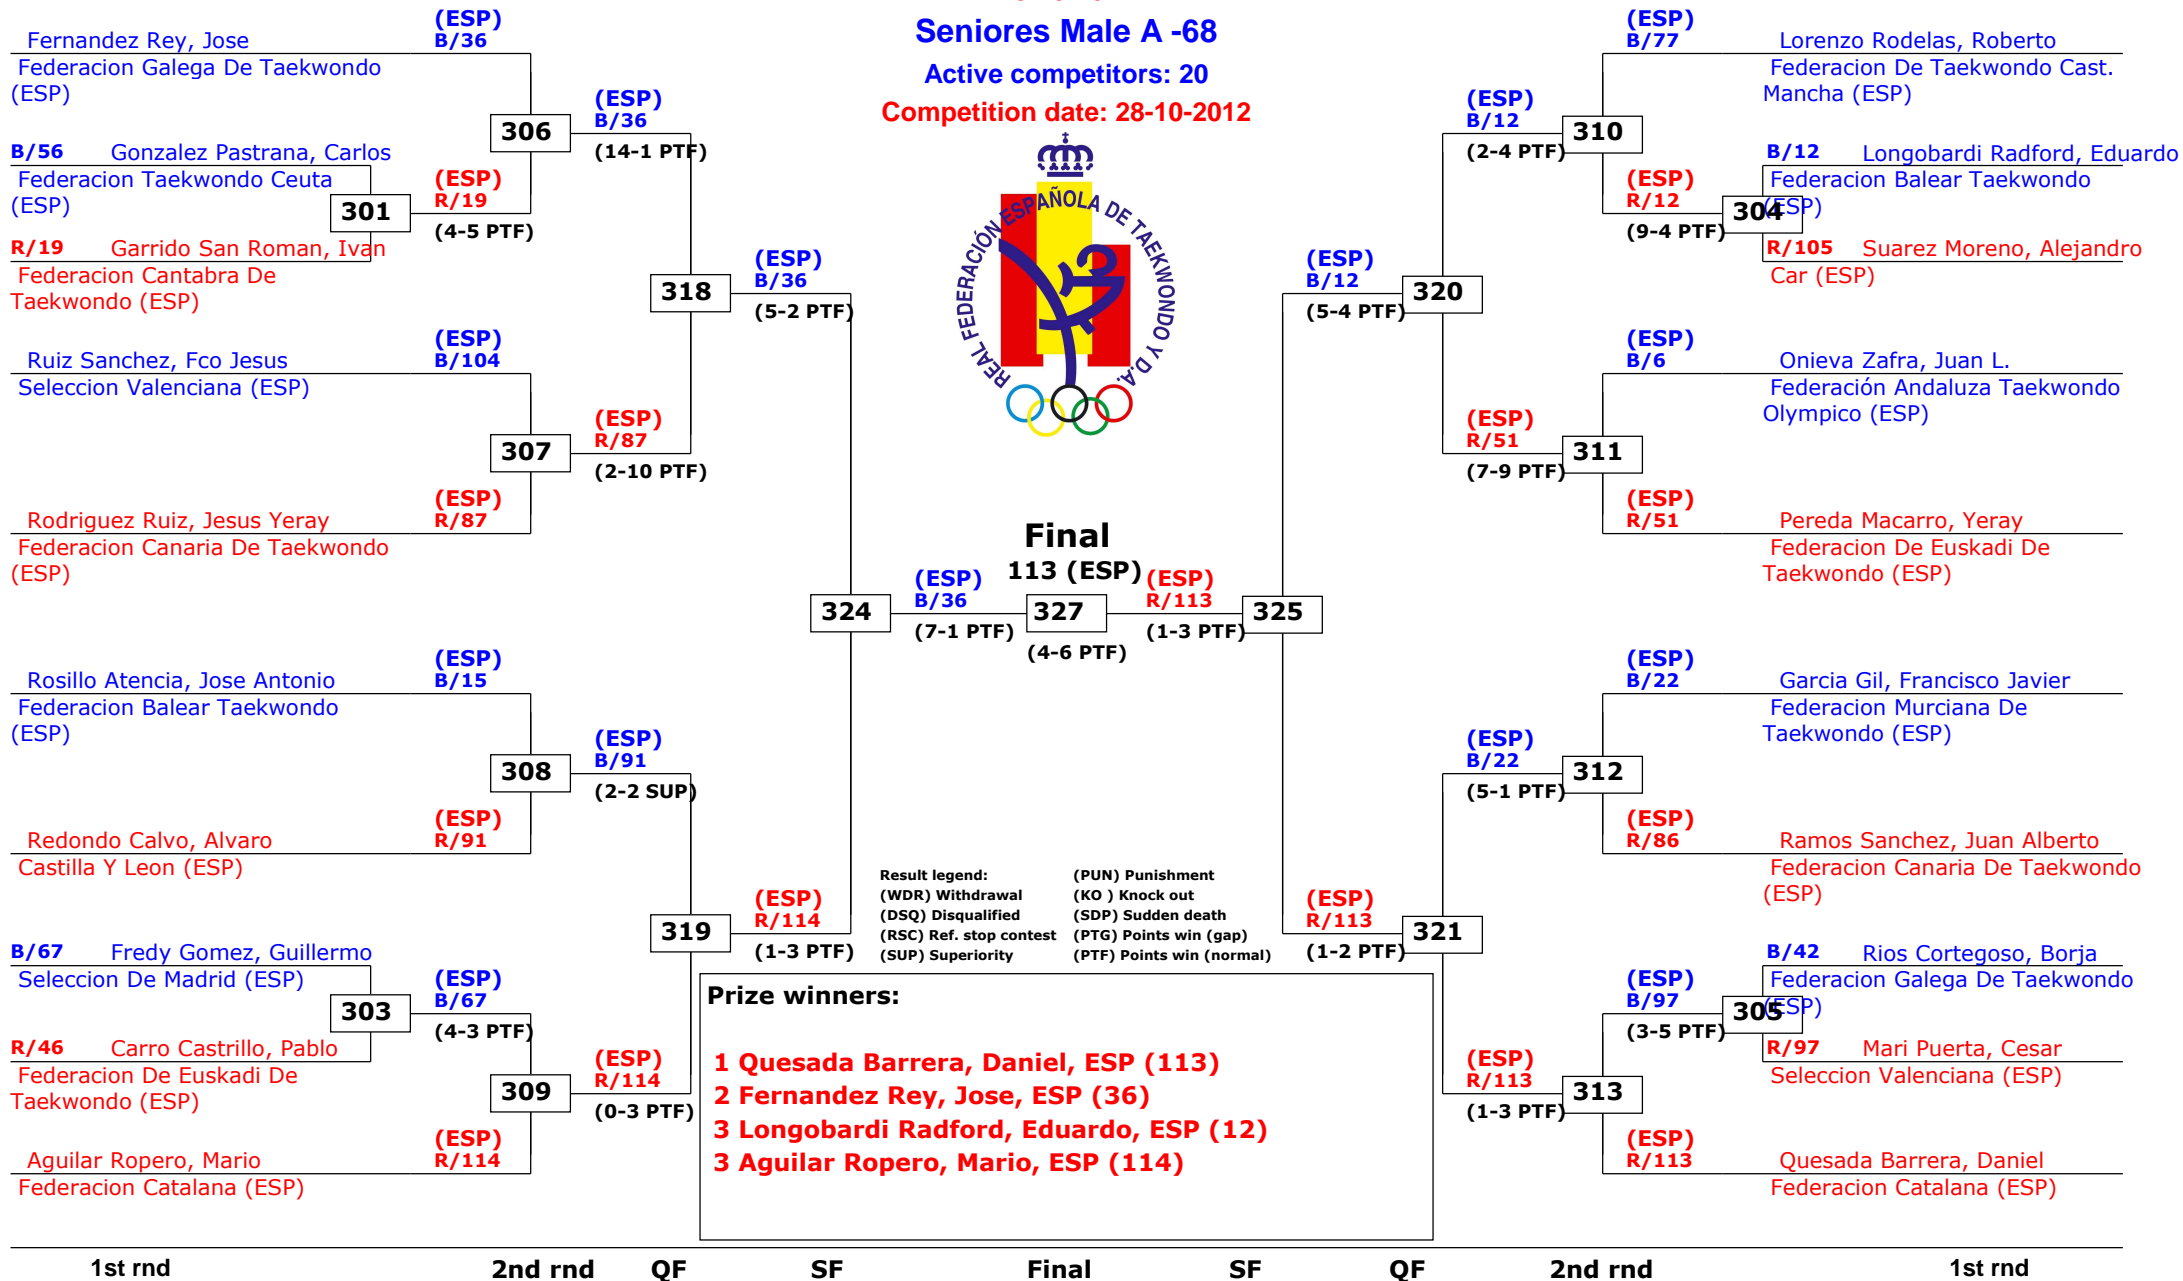 Seniores Male A -68
Active competitors: 20
Competition date: 28-10-2012
REAL FEDERACIÓN ESPAÑOLA DE TAEKWONDO Y D.A.
Fernandez Rey, Jose
Federacion Galega De Taekwondo
(ESP)
(ESP)
B/36
B/56 Gonzalez Pastrana, Carlos
Federacion Taekwondo Ceuta
(ESP)
301
R/19 Garrido San Roman, Ivan
Federacion Cantabra De
Taekwondo (ESP)
(ESP)
R/19
(4-5 PTF)
306
(ESP)
B/36
(14-1 PTF)
Ruiz Sanchez, Fco Jesus
Seleccion Valenciana (ESP)
(ESP)
B/104
307
(ESP)
R/87
(2-10 PTF)
Rodriguez Ruiz, Jesus Yeray
Federacion Canaria De Taekwondo
(ESP)
(ESP)
R/87
318
(ESP)
B/36
(5-2 PTF)
Rosillo Atencia, Jose Antonio
Federacion Balear Taekwondo
(ESP)
(ESP)
B/15
308
(ESP)
B/91
(2-2 SUP)
Redondo Calvo, Alvaro
Castilla Y Leon (ESP)
(ESP)
R/91
B/67 Fredy Gomez, Guillermo
Seleccion De Madrid (ESP)
303
(ESP)
B/67
(4-3 PTF)
R/46 Carro Castrillo, Pablo
Federacion De Euskadi De
Taekwondo (ESP)
309
(ESP)
R/114
(0-3 PTF)
Aguilar Ropero, Mario
Federacion Catalana (ESP)
(ESP)
R/114
319
(ESP)
R/114
(1-3 PTF)
324
(ESP)
B/36
(7-1 PTF)
Final
113 (ESP)
327
(4-6 PTF)
(ESP)
R/113
(1-3 PTF)
325
(ESP)
B/77
Lorenzo Rodelas, Roberto
Federacion De Taekwondo Cast.
Mancha (ESP)
(ESP)
B/12
(2-4 PTF)
310
B/12 Longobardi Radford, Eduardo
Federacion Balear Taekwondo
(ESP)
(ESP)
R/12
(9-4 PTF)
304
R/105 Suarez Moreno, Alejandro
Car (ESP)
(ESP)
B/12
(5-4 PTF)
320
(ESP)
B/6
Onieva Zafra, Juan L.
Federación Andaluza Taekwondo
Olympico (ESP)
(ESP)
R/51
(7-9 PTF)
311
(ESP)
R/51
Pereda Macarro, Yeray
Federacion De Euskadi De
Taekwondo (ESP)
(ESP)
B/22
Garcia Gil, Francisco Javier
Federacion Murciana De
Taekwondo (ESP)
(ESP)
B/22
(5-1 PTF)
312
(ESP)
R/86
Ramos Sanchez, Juan Alberto
Federacion Canaria De Taekwondo
(ESP)
(ESP)
R/113
(1-2 PTF)
321
B/42 Rios Cortegoso, Borja
Federacion Galega De Taekwondo
(ESP)
(ESP)
B/97
(3-5 PTF)
305
R/97 Mari Puerta, Cesar
Seleccion Valenciana (ESP)
(ESP)
R/113
(1-3 PTF)
313
(ESP)
R/113
Quesada Barrera, Daniel
Federacion Catalana (ESP)
Result legend:
(WDR) Withdrawal
(DSQ) Disqualified
(RSC) Ref. stop contest
(SUP) Superiority
(PUN) Punishment
(KO ) Knock out
(SDP) Sudden death
(PTG) Points win (gap)
(PTF) Points win (normal)
Prize winners:
1 Quesada Barrera, Daniel, ESP (113)
2 Fernandez Rey, Jose, ESP (36)
3 Longobardi Radford, Eduardo, ESP (12)
3 Aguilar Ropero, Mario, ESP (114)
1st rnd 2nd rnd QF SF Final SF QF 2nd rnd 1st rnd